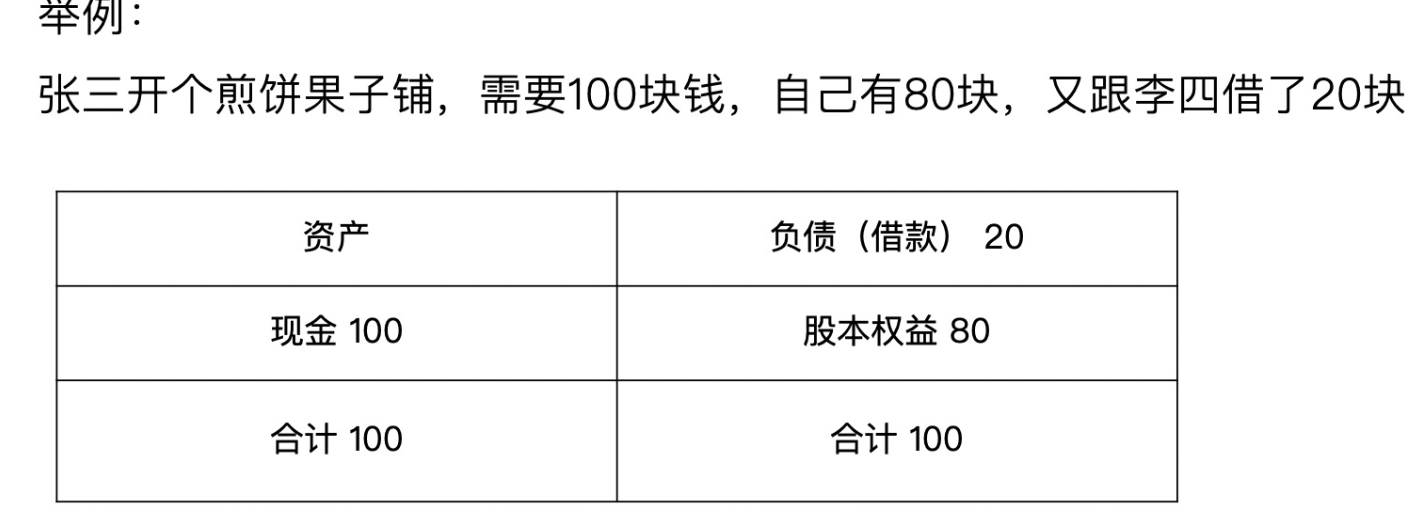 举例：
张三开个煎饼果子铺，需要100块钱，自己有80块，又跟李四借了20块
资产 负债（借款） 20
现金 100 股本权益 80
合计 100 合计 100